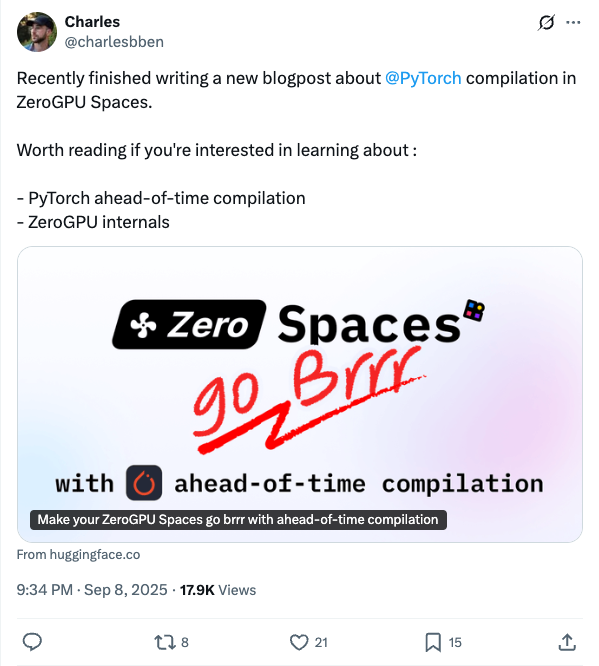 Charles
@charlesbben
Recently finished writing a new blogpost about @PyTorch compilation in
ZeroGPU Spaces.
Worth reading if you're interested in learning about :
- PyTorch ahead-of-time compilation
- ZeroGPU internals
Zero Spaces
go Brrr
with ahead-of-time compilation
Make your ZeroGPU Spaces go brrr with ahead-of-time compilation
From huggingface.co
9:34 PM · Sep 8, 2025 · 17.9K Views
8 21 15